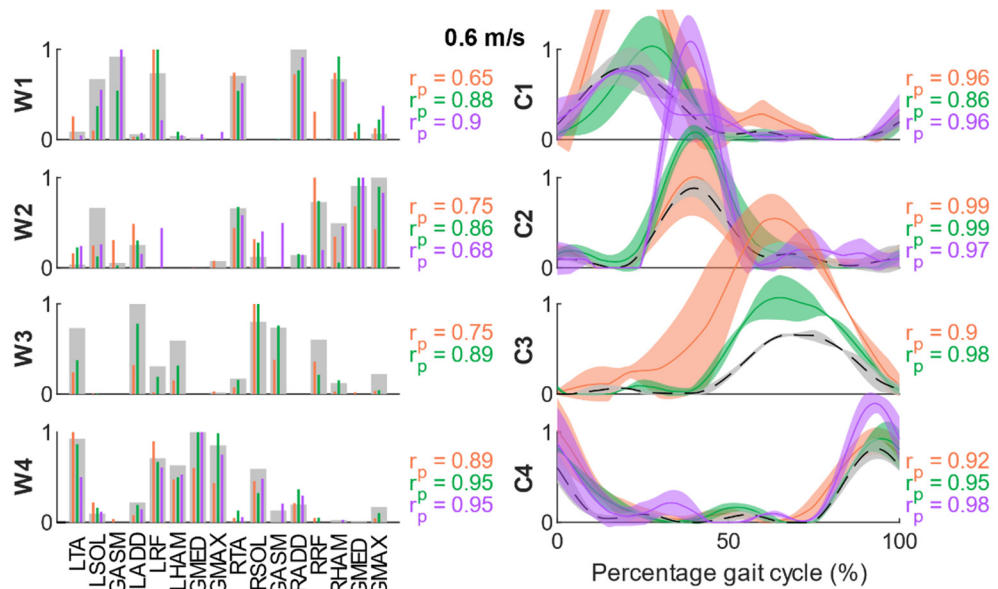 0.6 m/s
W1
1
0
r_p = 0.65
r_p = 0.88
r_p = 0.9
C1
1
0
r_p = 0.96
r_p = 0.86
r_p = 0.96
W2
1
0
r_p = 0.75
r_p = 0.86
r_p = 0.68
C2
1
0
r_p = 0.99
r_p = 0.99
r_p = 0.97
W3
1
0
r_p = 0.75
r_p = 0.89
C3
1
0
r_p = 0.9
r_p = 0.98
W4
1
0
r_p = 0.89
r_p = 0.95
r_p = 0.95
C4
1
0
r_p = 0.92
r_p = 0.95
r_p = 0.98
LTA
LSOL
GASM
LADD
LRF
LHAM
GMED
GMAX
RTA
RSOL
GASM
RADD
RRF
RHAM
GMED
GMAX
0
50
100
Percentage gait cycle (%)